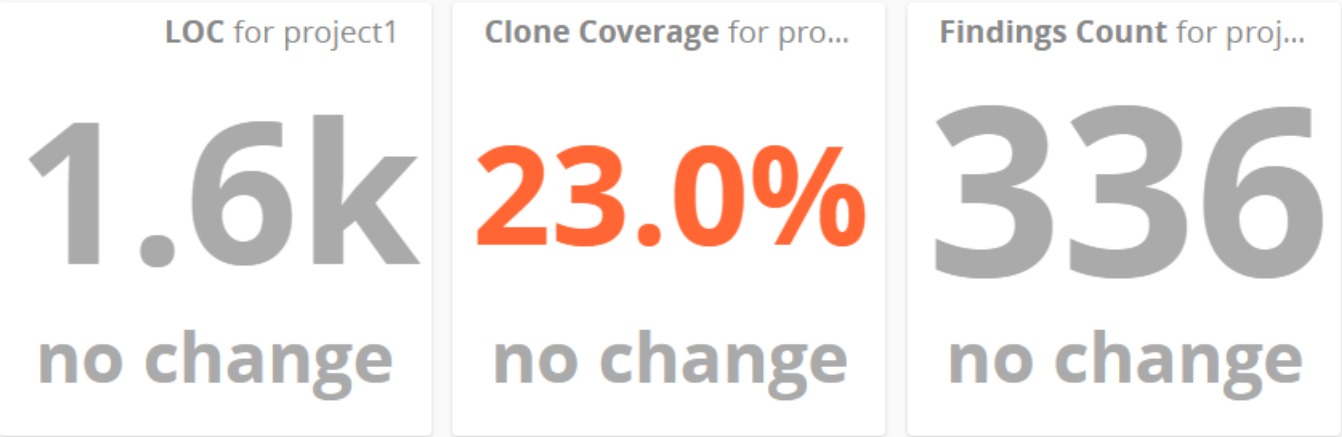 LOC for project1
1.6k
no change
Clone Coverage for pro...
23.0%
no change
Findings Count for proj...
336
no change